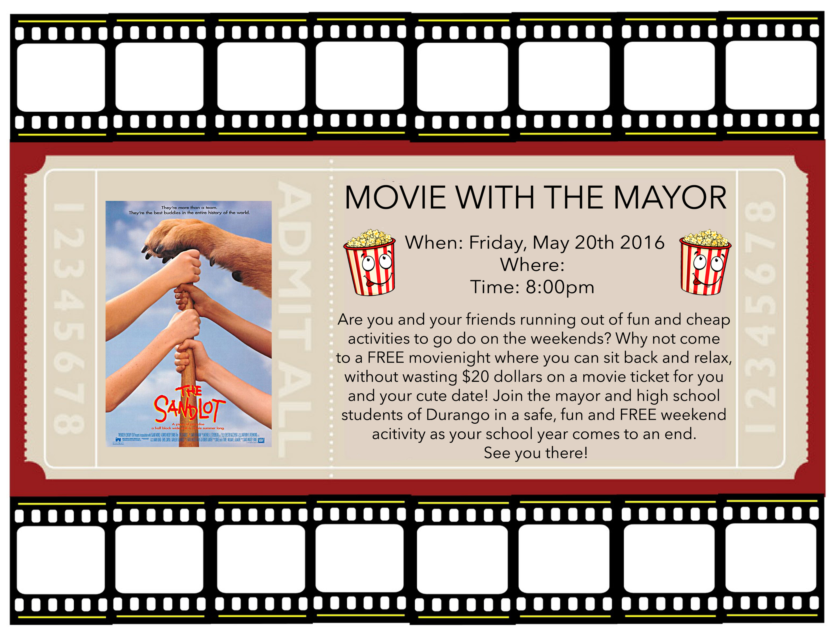 MOVIE WITH THE MAYOR
When: Friday, May 20th 2016
Where:
Time: 8:00pm
Are you and your friends running out of fun and cheap
activities to go do on the weekends? Why not come
to a FREE movienight where you can sit back and relax,
without wasting $20 dollars on a movie ticket for you
and your cute date! Join the mayor and high school
students of Durango in a safe, fun and FREE weekend
acitivity as your school year comes to an end.
See you there!
12345678
They're more than a team.
They're the best buddies in the entire history of the world.
THE
SANDLOT
ADMIT ALL
12345678